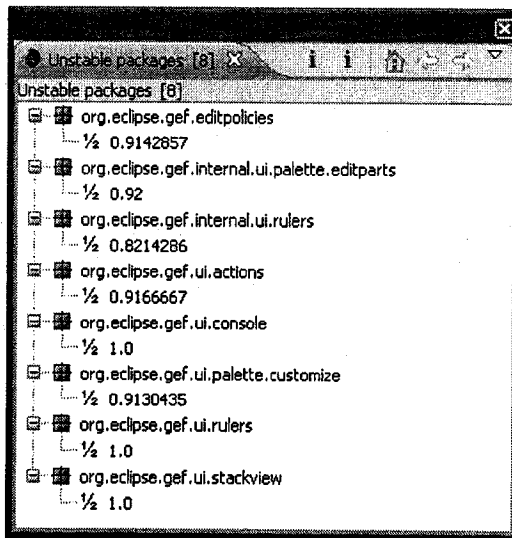 Unstable packages [8]
Unstable packages [8]
org.eclipse.gef.editpolicies
½ 0.9142857
org.eclipse.gef.internal.ui.palette.editparts
½ 0.92
org.eclipse.gef.internal.ui.rulers
½ 0.8214286
org.eclipse.gef.ui.actions
½ 0.9166667
org.eclipse.gef.ui.console
½ 1.0
org.eclipse.gef.ui.palette.customize
½ 0.9130435
org.eclipse.gef.ui.rulers
½ 1.0
org.eclipse.gef.ui.stackview
½ 1.0